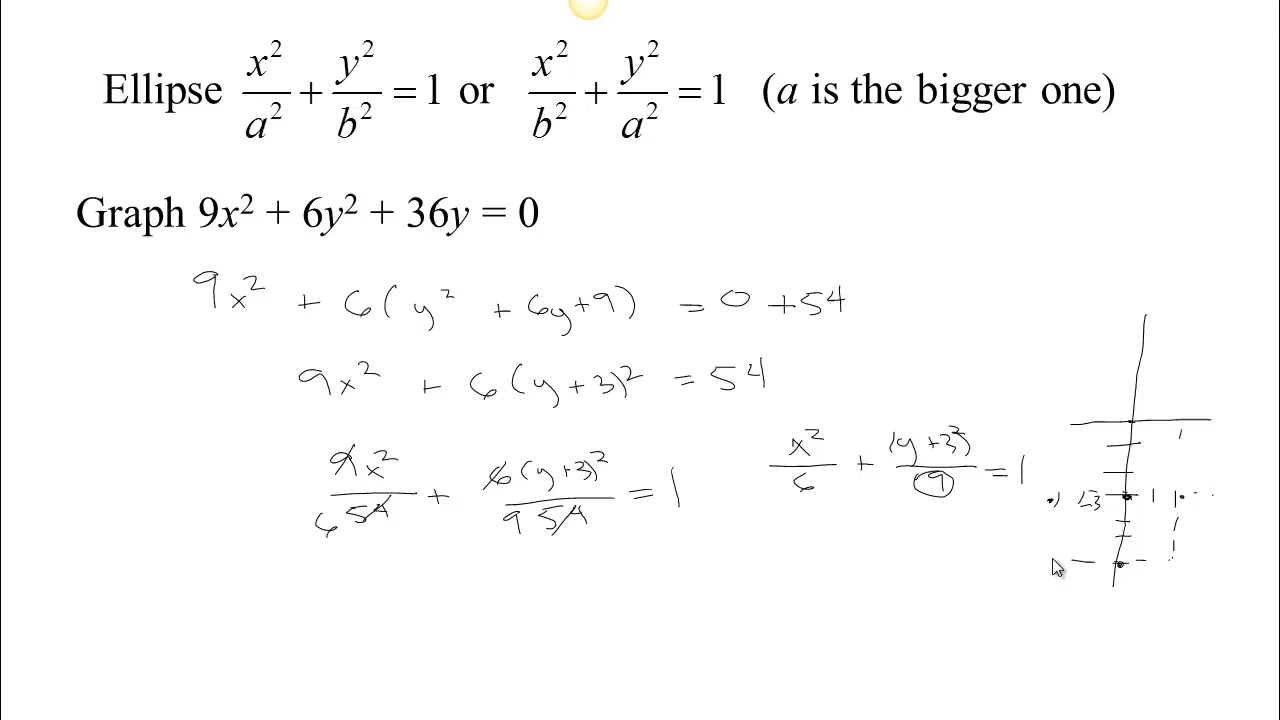 Ellipse x²/a² + y²/b² = 1 or x²/b² + y²/a² = 1 (a is the bigger one)
Graph 9x² + 6y² + 36y = 0
9x² + 6(y² + 6y+9) = 0 +54
9x² + 6(y+3)² = 54
9x²/54 6 + 6(y+3)²/54 9 = 1
x²/6 + (y+3)²/9 = 1